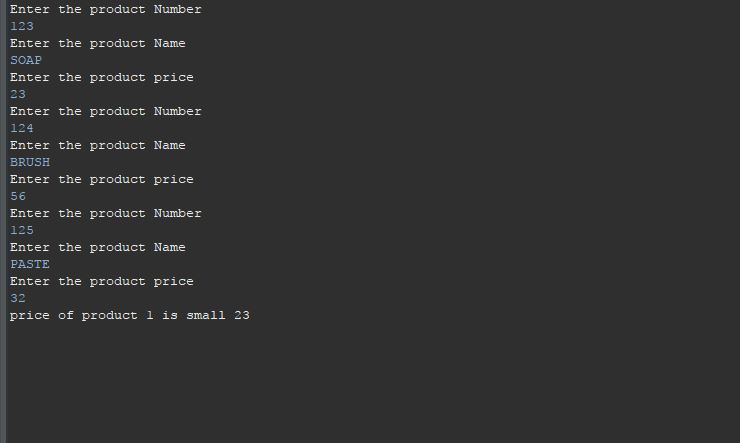 Enter the product Number
123
Enter the product Name
SOAP
Enter the product price
23
Enter the product Number
124
Enter the product Name
BRUSH
Enter the product price
56
Enter the product Number
125
Enter the product Name
PASTE
Enter the product price
32
price of product 1 is small 23